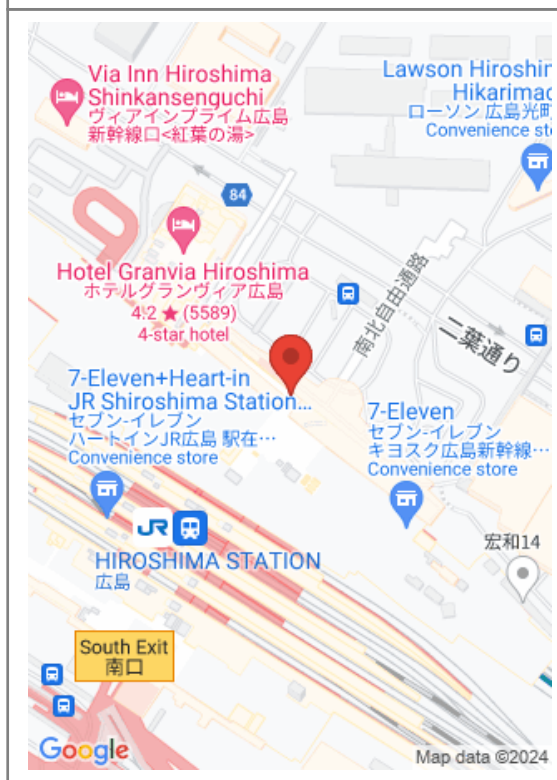 Via Inn Hiroshima
Shinkansenguchi
ヴィアインプライム広島
新幹線口<紅葉の湯>
Lawson Hiroshim
Hikarimac
ローソン 広島光町
Convenience sto
84
Hotel Granvia Hiroshima
ホテルグランヴィア広島
4.2 ★ (5589)
4-star hotel
南北自由通路
二葉通り
7-Eleven+Heart-in
JR Shiroshima Station...
セブン-イレブン
ハートインJR広島 駅在…
Convenience store
7-Eleven
セブン-イレブン
キヨスク広島新幹線…
Convenience store
JR
HIROSHIMA STATION
広島
宏和14
South Exit
南口
Google
Map data ©2024